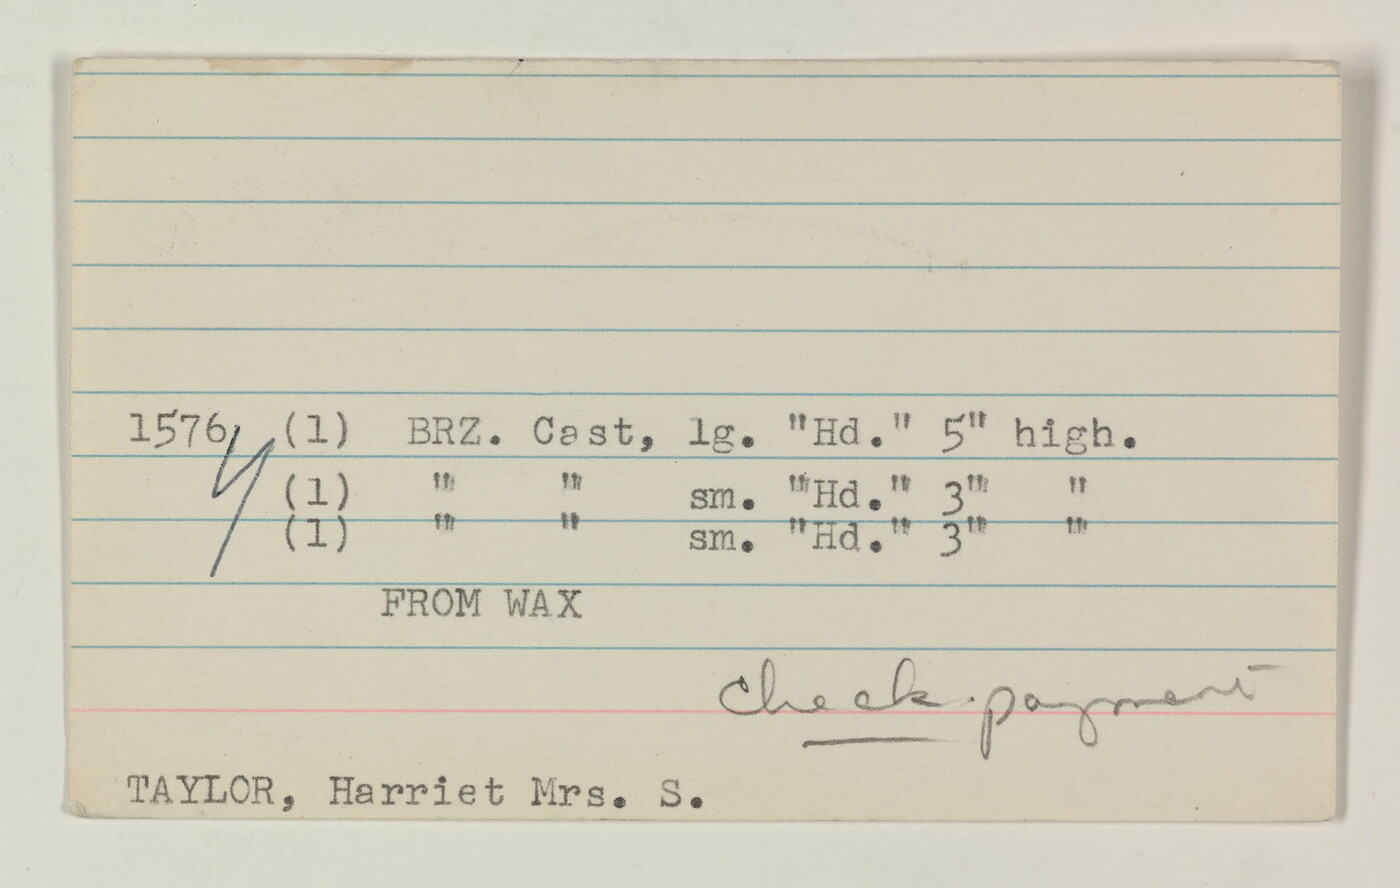 1576 (1) BRZ. Cast, lg. "Hd." 5" high.
(1) " " sm. "Hd." 3" "
(1) " " sm. "Hd." 3" "
FROM WAX
check payment
TAYLOR, Harriet Mrs. S.